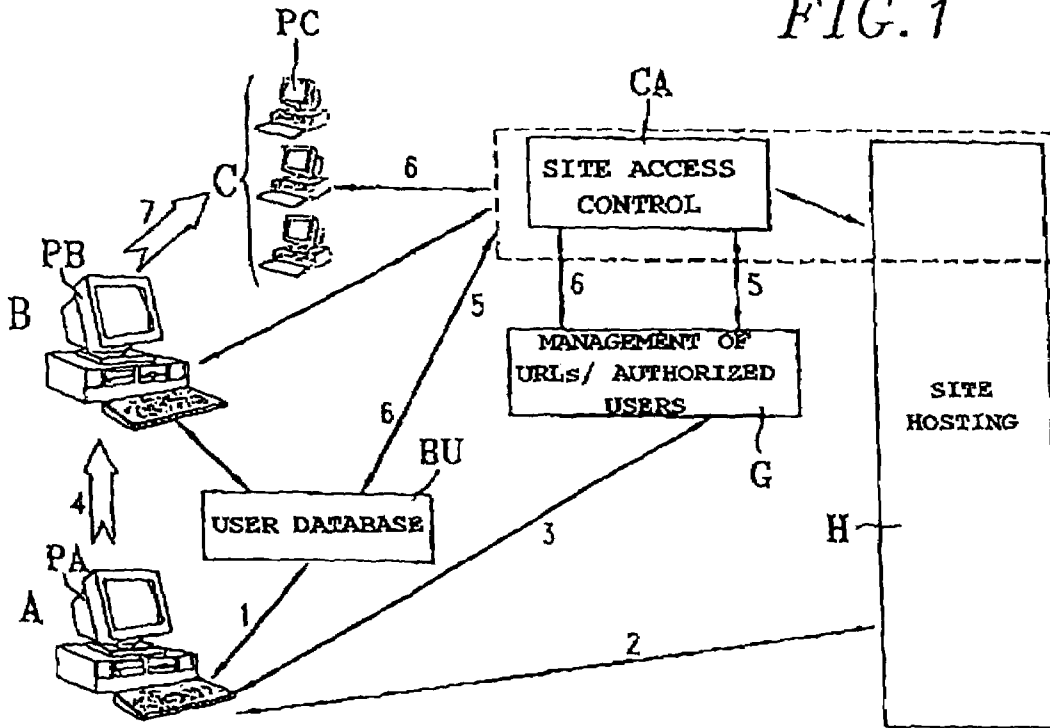 FIG. 1
PC
CA
C
6
SITE ACCESS
CONTROL
7
PB
B
5
6
5
MANAGEMENT OF
URLs/ AUTHORIZED
USERS
SITE
HOSTING
6
BU
G
4
USER DATABASE
3
H
PA
A
1
2